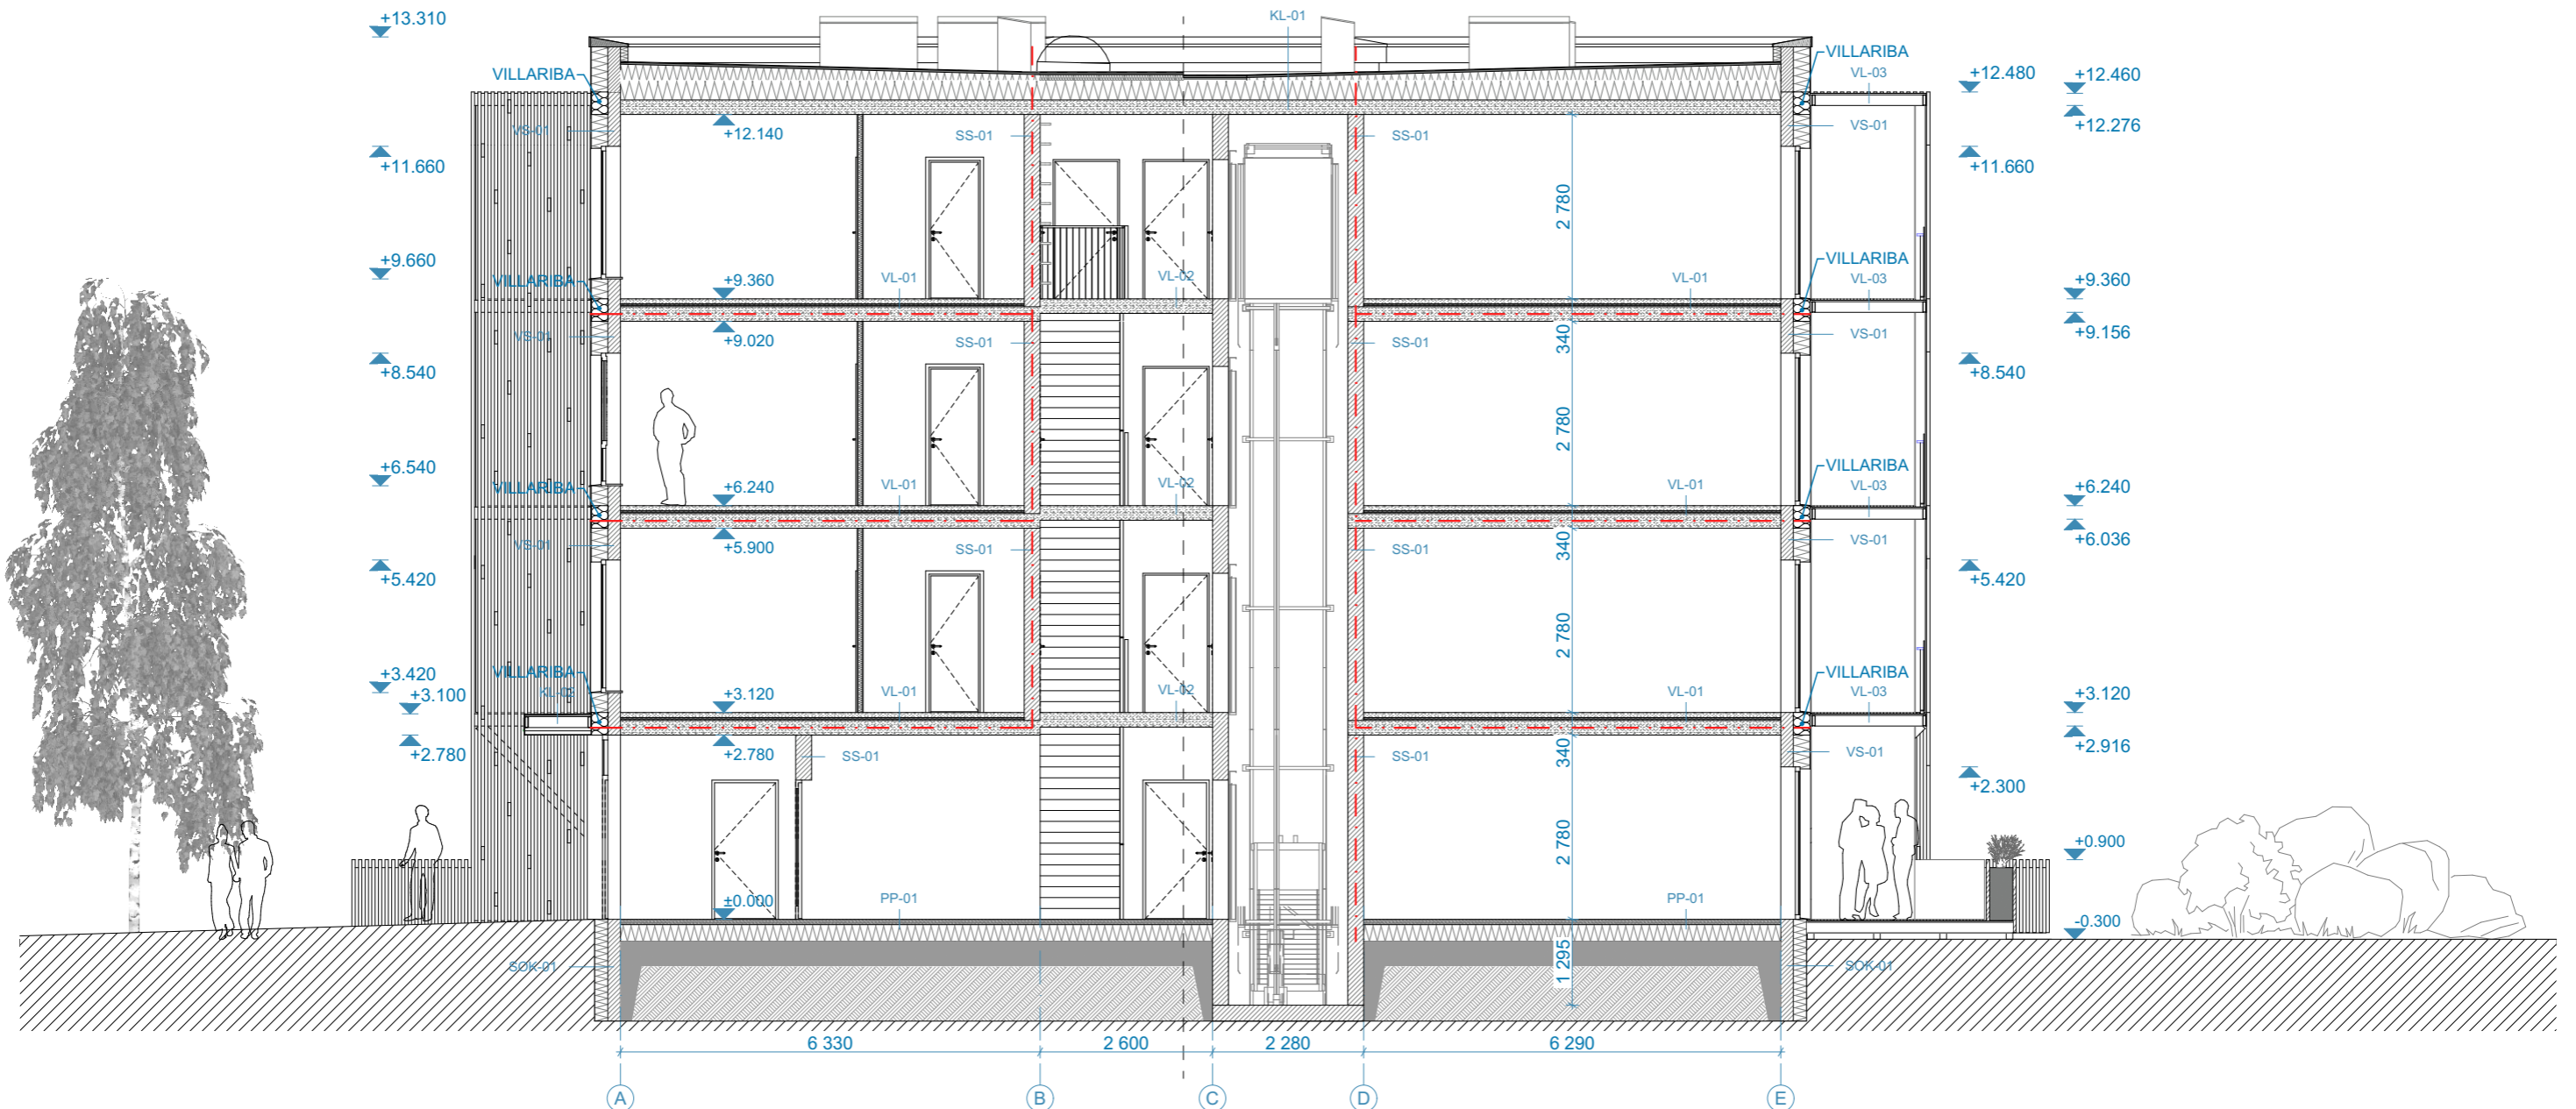 +13.310
KL-01
VILLARIBA
VILLARIBA
VL-03
+12.480
+12.460
VS-01
+12.140
SS-01
SS-01
VS-01
+12.276
+11.660
+11.660
2 780
+9.660
VILLARIBA
+9.360
VL-01
VL-02
VL-01
VILLARIBA
VL-03
+9.360
VS-01
+9.020
SS-01
340
SS-01
VS-01
+9.156
+8.540
+8.540
2 780
+6.540
VILLARIBA
+6.240
VL-01
VL-02
VL-01
VILLARIBA
VL-03
+6.240
VS-01
+5.900
SS-01
340
SS-01
VS-01
+6.036
+5.420
+5.420
2 780
+3.420
+3.100
VILLARIBA
+3.120
VL-01
VL-02
VL-01
VILLARIBA
VL-03
+3.120
+2.780
+2.780
SS-01
SS-01
340
VS-01
+2.916
+2.300
2 780
+0.900
±0.000
PP-01
PP-01
-0.300
SOK-01
1 295
SOK-01
6 330
2 600
2 280
6 290
A
B
C
D
E